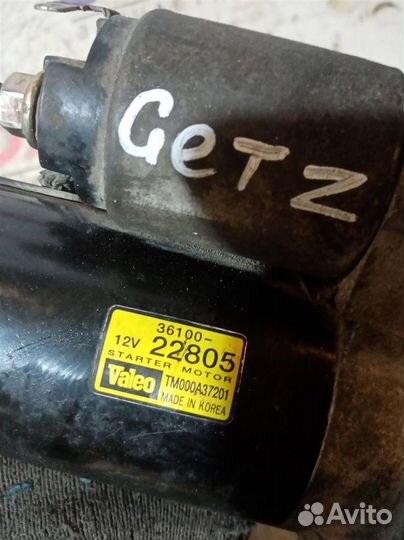 GETZ
36100-
12V 22805
STARTER MOTOR
Valeo TM000A37201
MADE IN KOREA
Avito